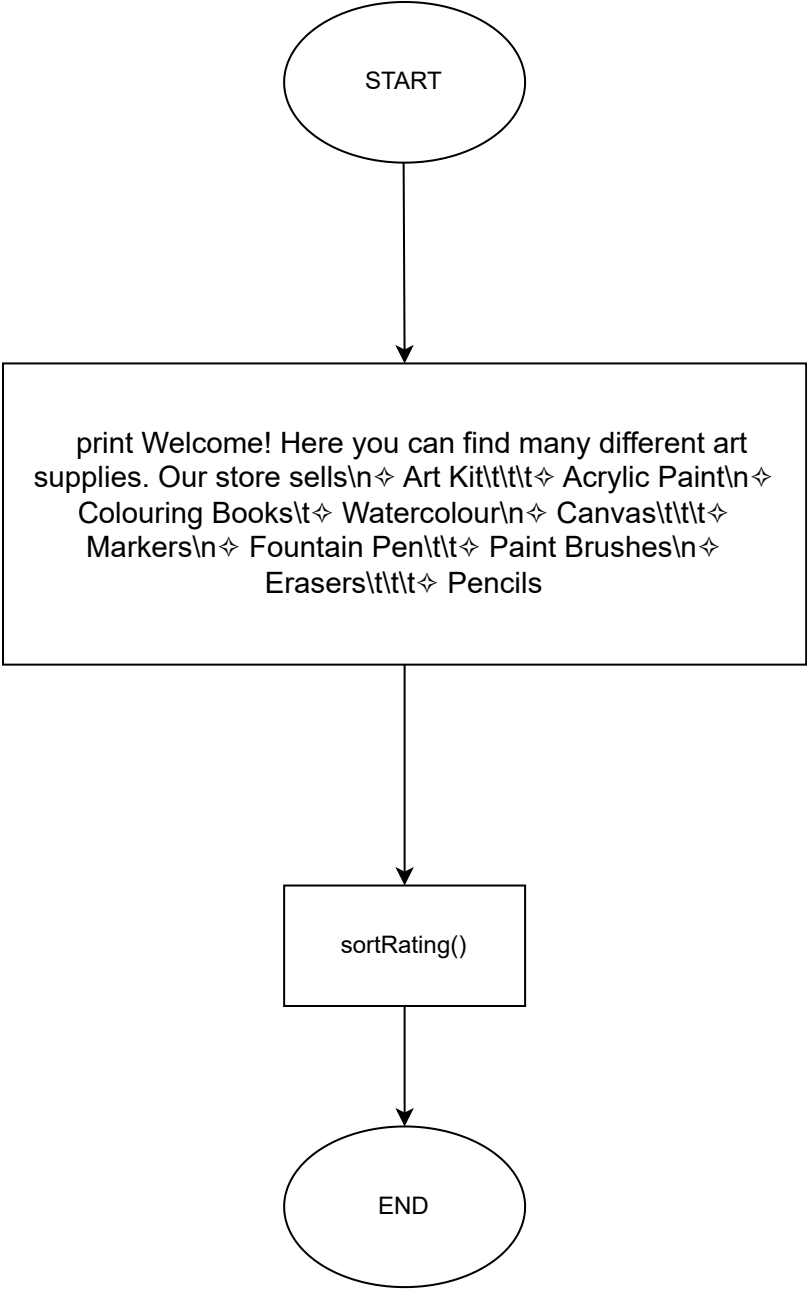 START
print Welcome! Here you can find many different art
supplies. Our store sells\n✧ Art Kit\t\t\t✧ Acrylic Paint\n✧
Colouring Books\t✧ Watercolour\n✧ Canvas\t\t\t✧
Markers\n✧ Fountain Pen\t\t✧ Paint Brushes\n✧
Erasers\t\t\t✧ Pencils
sortRating()
END